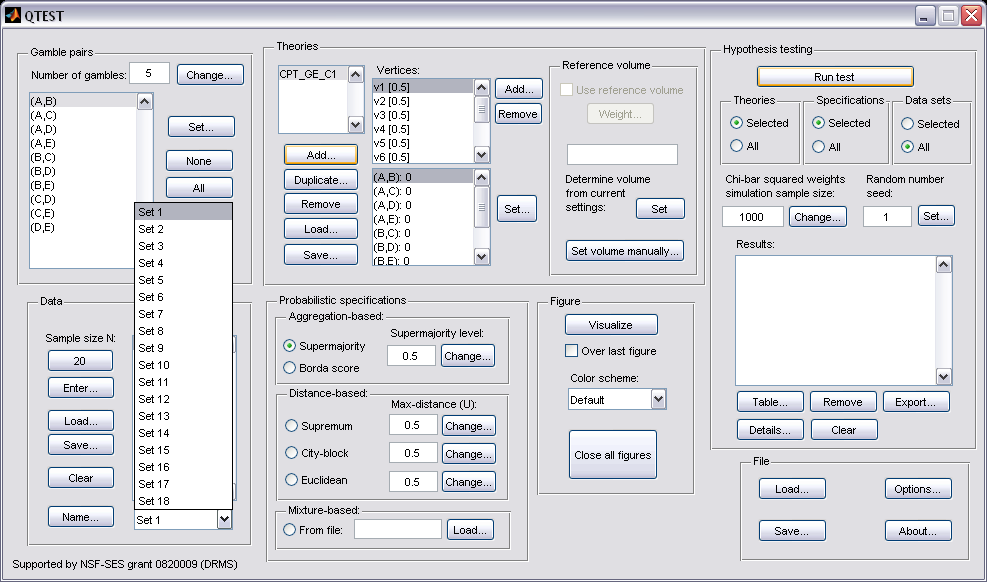 QTEST
Gamble pairs
Number of gambles: 5 Change...
(A,B)
(A,C)
(A,D)
(A,E)
(B,C)
(B,D)
(B,E)
(C,D)
(C,E)
(D,E)
Set...
None
All
Set 1
Set 2
Set 3
Set 4
Set 5
Set 6
Set 7
Set 8
Set 9
Set 10
Set 11
Set 12
Set 13
Set 14
Set 15
Set 16
Set 17
Set 18
Set 1
Data
Sample size N:
20
Enter...
Load...
Save...
Clear
Name...
Supported by NSF-SES grant 0820009 (DRMS)
Theories
CPT_GE_C1
Add...
Duplicate...
Remove
Load...
Save...
Vertices:
v1 [0.5]
v2 [0.5]
v3 [0.5]
v4 [0.5]
v5 [0.5]
v6 [0.5]
Add...
Remove
(A,B): 0
(A,C): 0
(A,D): 0
(A,E): 0
(B,C): 0
(B,D): 0
(B,E): 0
Set...
Reference volume
Use reference volume
Weight...
Determine volume
from current
settings:
Set
Set volume manually...
Probabilistic specifications
Aggregation-based:
Supermajority level:
Supermajority 0.5 Change...
Borda score
Distance-based:
Max-distance (U):
Supremum 0.5 Change...
City-block 0.5 Change...
Euclidean 0.5 Change...
Mixture-based:
From file: Load...
Figure
Visualize
Over last figure
Color scheme:
Default
Close all figures
Hypothesis testing
Run test
Theories
Selected
All
Specifications
Selected
All
Data sets
Selected
All
Chi-bar squared weights
simulation sample size:
1000 Change...
Random number
seed:
1 Set...
Results:
Table... Remove Export...
Details... Clear
File
Load... Options...
Save... About...